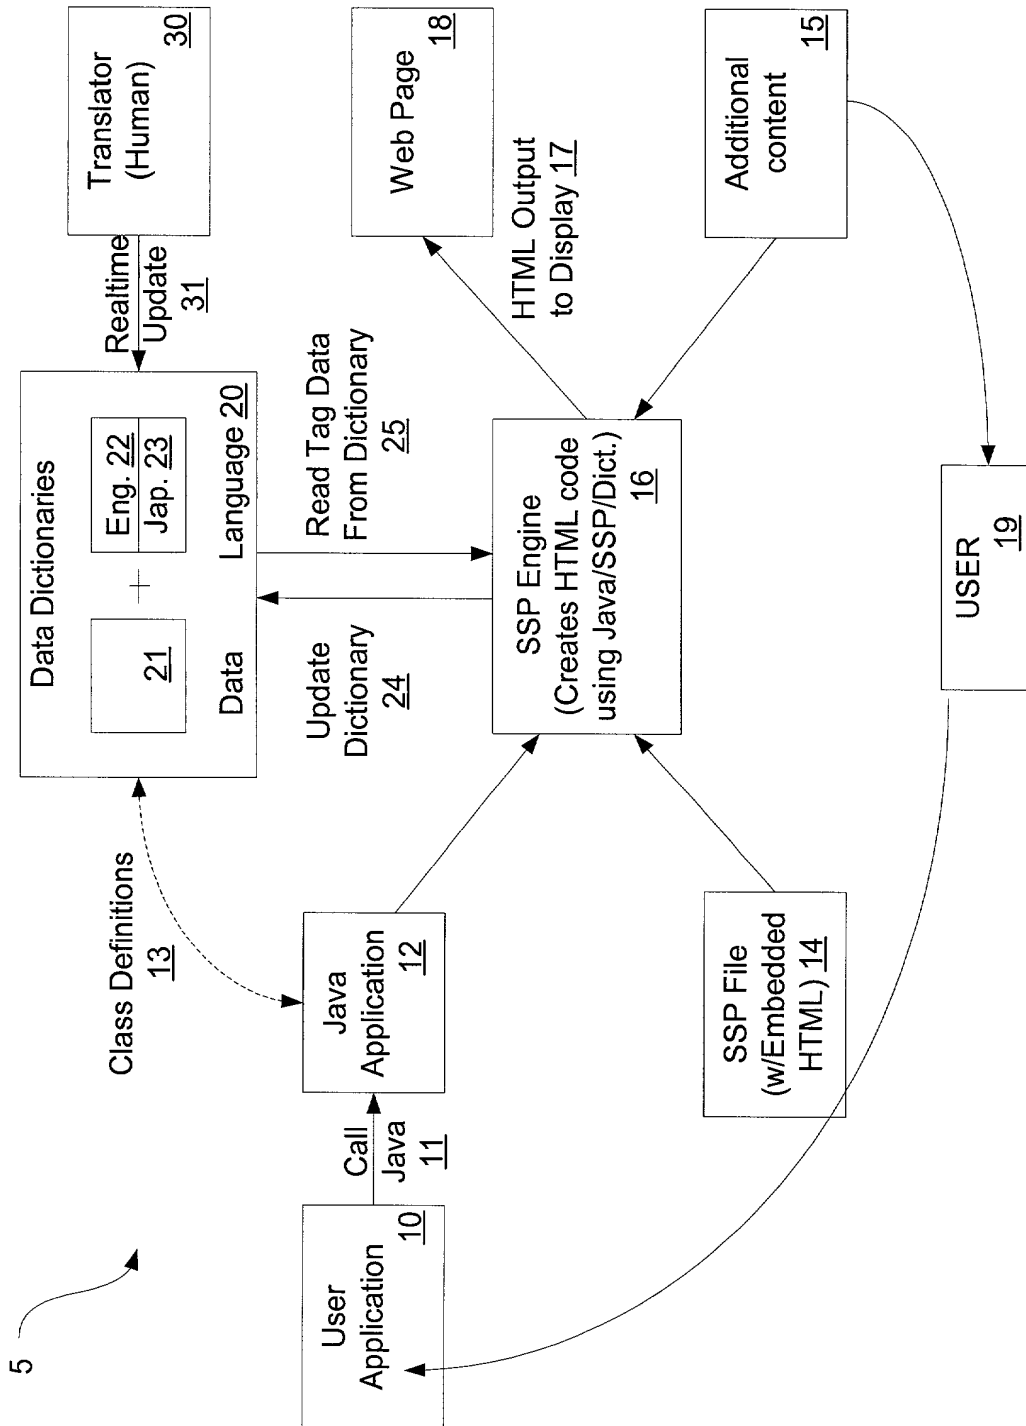 5
Data Dictionaries
21
+
Eng. 22
Jap. 23
Data
Language 20
Translator
(Human)
30
Realtime
Update
31
Class Definitions
13
Update
Dictionary
24
Read Tag Data
From Dictionary
25
User
Application
10
Call
Java
11
Java
Application
12
SSP Engine
(Creates HTML code
using Java/SSP/Dict.)
16
HTML Output
to Display 17
Web Page
18
SSP File
(w/Embedded
HTML) 14
Additional
content
15
USER
19